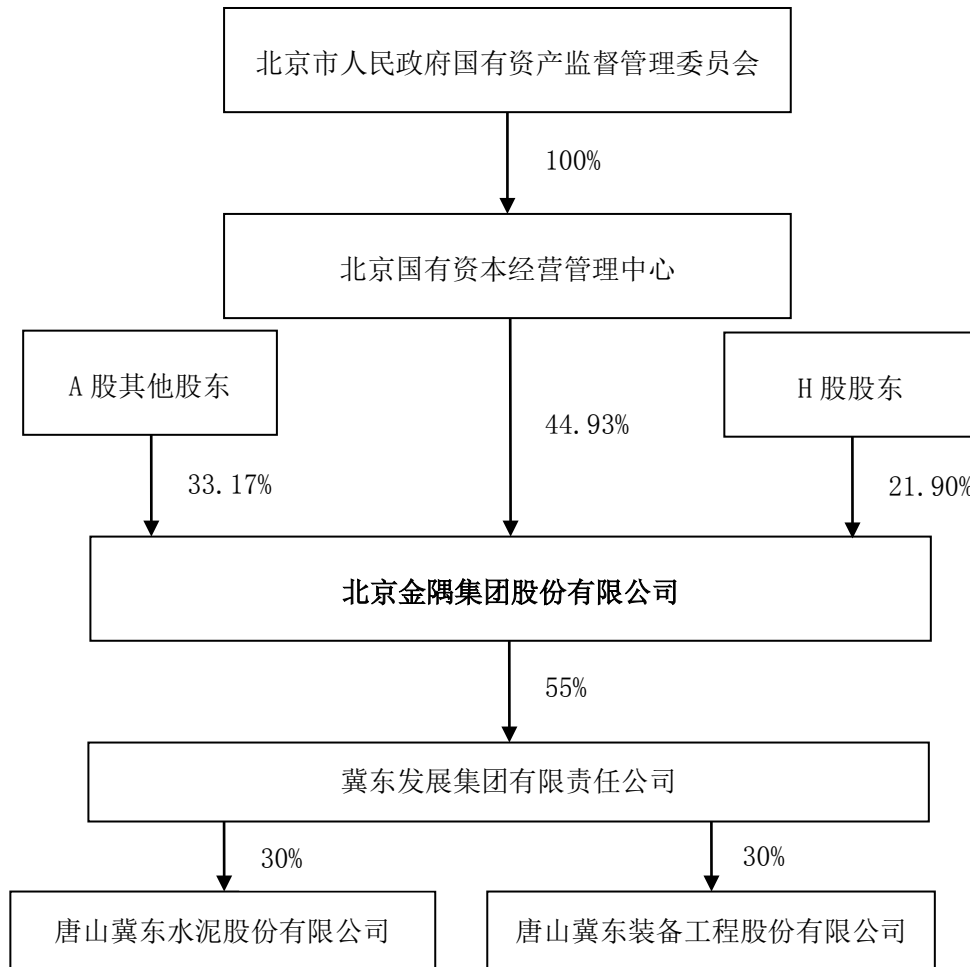 北京市人民政府国有资产监督管理委员会
100%
北京国有资本经营管理中心
A 股其他股东
H 股股东
44.93%
33.17%
21.90%
北京金隅集团股份有限公司
55%
冀东发展集团有限责任公司
30%
30%
唐山冀东水泥股份有限公司
唐山冀东装备工程股份有限公司